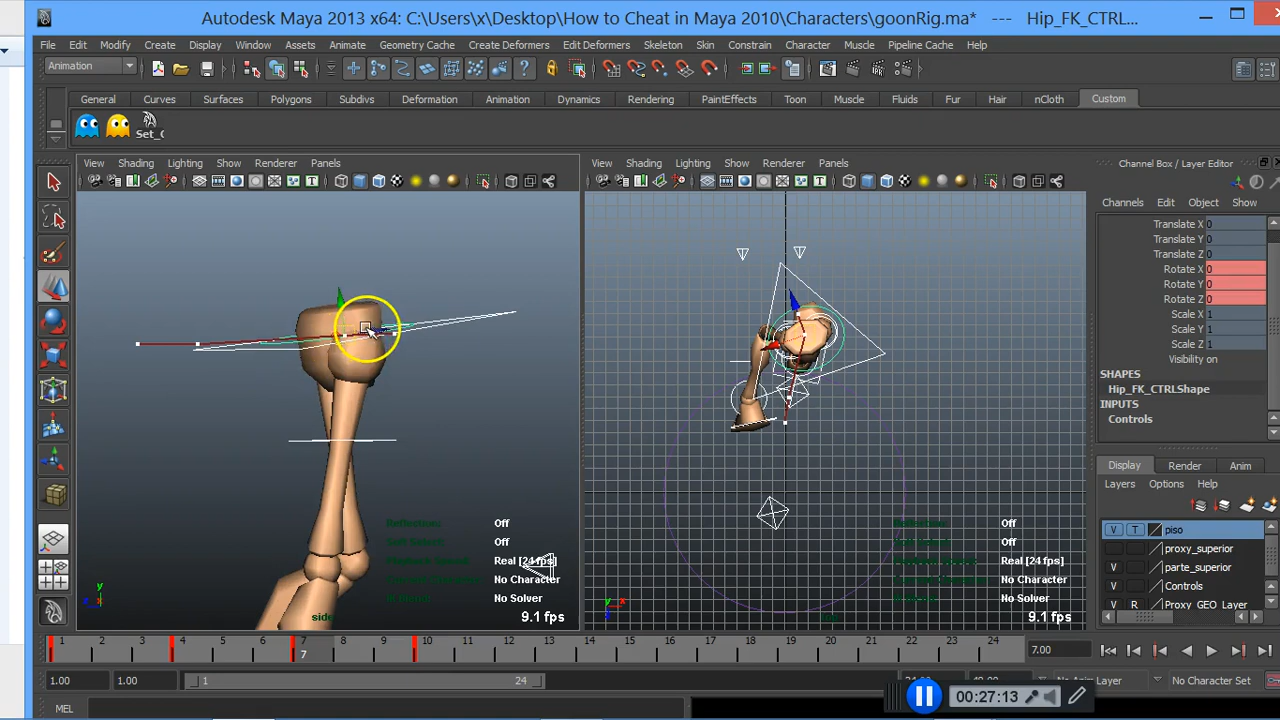 Autodesk Maya 2013 x64: C:\Users\x\Desktop\How to Cheat in Maya 2010\Characters\goonRig.ma* --- Hip_FK_CTRL...
File Edit Modify Create Display Window Assets Animate Geometry Cache Create Deformers Edit Deformers Skeleton Skin Constrain Character Muscle Pipeline Cache Help
Animation
General Curves Surfaces Polygons Subdivs Deformation Animation Dynamics Rendering PaintEffects Toon Muscle Fluids Fur Hair nCloth Custom
Set_C
View Shading Lighting Show Renderer Panels View Shading Lighting Show Renderer Panels
Channel Box / Layer Editor
Channels Edit Object Show
Translate X 0
Translate Y 0
Translate Z 0
Rotate X 0
Rotate Y 0
Rotate Z 0
Scale X 1
Scale Y 1
Scale Z 1
Visibility on
SHAPES
Hip_FK_CTRLShape
INPUTS
Controls
Display Render Anim
Layers Options Help
V T piso
proxy_superior
V parte_superior
V Controls
V R Proxy_GEO_Layer
Reflection: Off Reflection: Off
Off Off
Real [24 fps] Real [24 fps]
No Character No Character
No Solver No Solver
9.1 fps 9.1 fps
side
1 2 3 4 5 6 7 8 9 10 11 12 13 14 15 16 17 18 19 20 21 22 23 24
7
7.00
1.00 1.00 1 24 No Anim Layer No Character Set
MEL
00:27:13